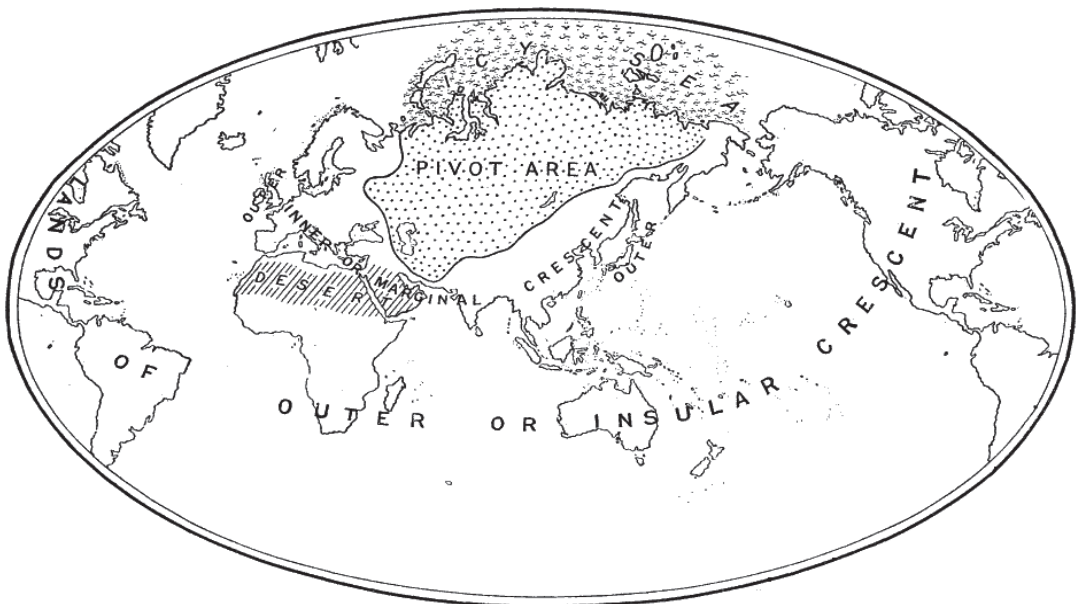 ICY SEA
PIVOT AREA
LANDS
OF
OUTER OR INSULAR CRESCENT
OUTER
INNER OR MARGINAL
CRESCENT
OUTER
DESERT